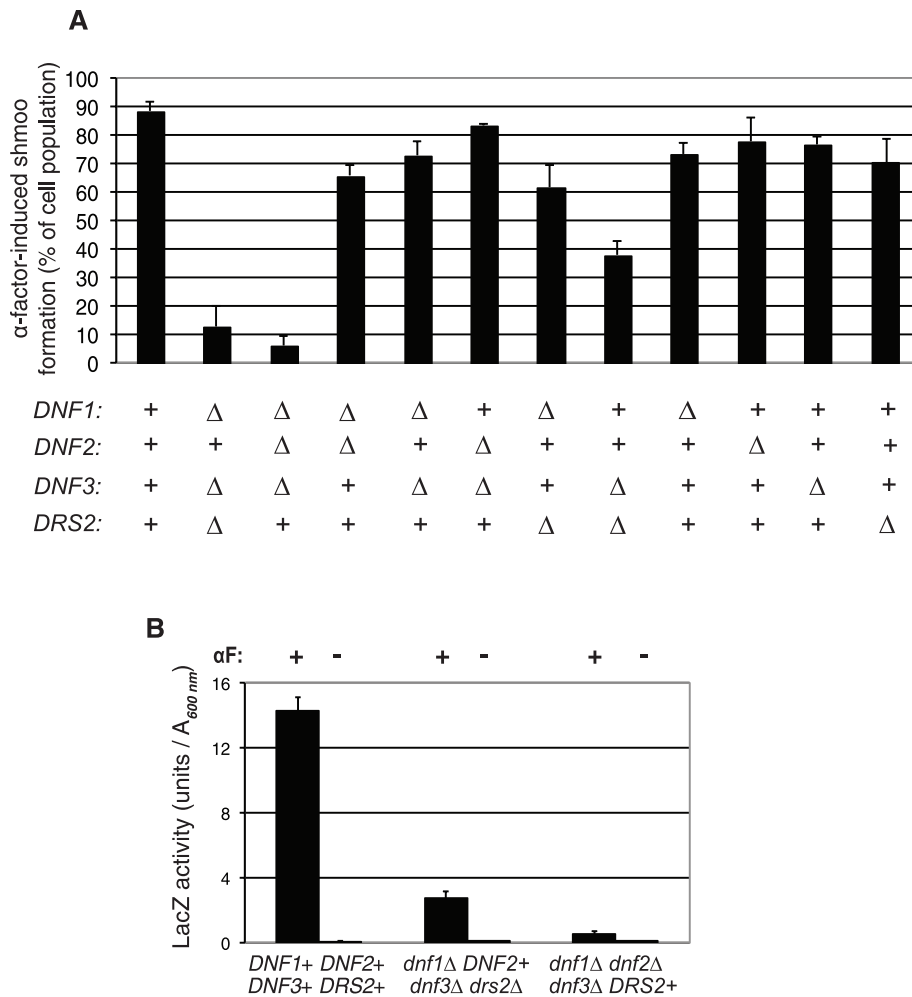 A
α-factor-induced shmoo
formation (% of cell population)
100
90
80
70
60
50
40
30
20
10
0
DNF1: + Δ Δ Δ Δ + Δ + Δ + + +
DNF2: + + Δ Δ + Δ + + + Δ + +
DNF3: + Δ Δ + Δ Δ + Δ + + Δ +
DRS2: + Δ + + + + Δ Δ + + + Δ
B
αF: + - + - + -
LacZ activity (units / A600 nm)
16
12
8
4
0
DNF1+ DNF2+ dnf1Δ DNF2+ dnf1Δ dnf2Δ
DNF3+ DRS2+ dnf3Δ drs2Δ dnf3Δ DRS2+